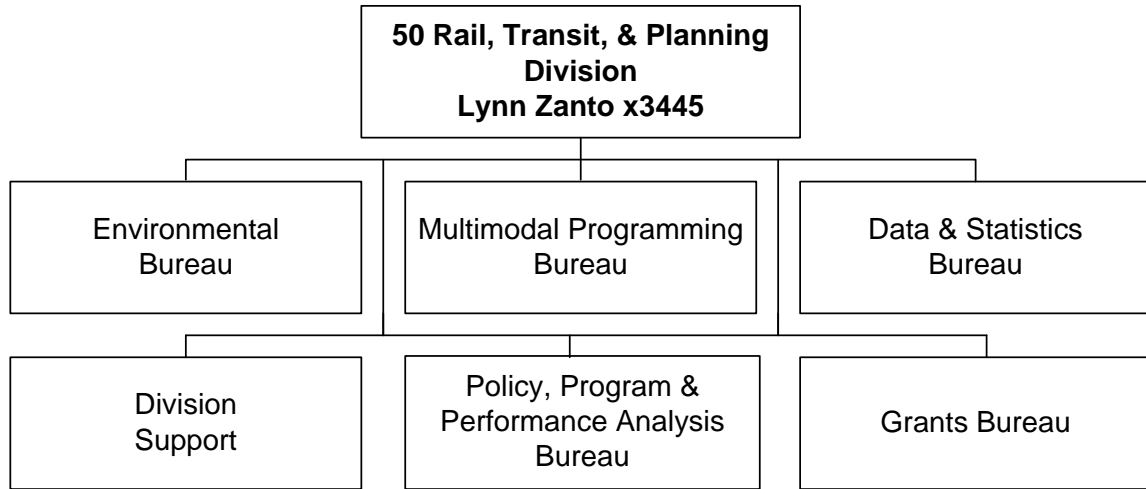 50 Rail, Transit, & Planning
Division
Lynn Zanto x3445
Environmental
Bureau
Multimodal Programming
Bureau
Data & Statistics
Bureau
Division
Support
Policy, Program &
Performance Analysis
Bureau
Grants Bureau